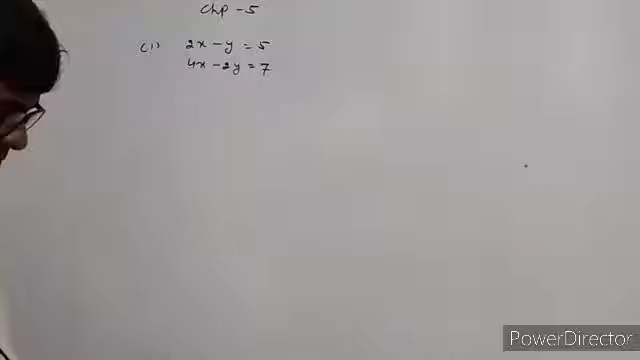 Chp - 5
(1) 2x - y = 5
4x - 2y = 7
PowerDirector